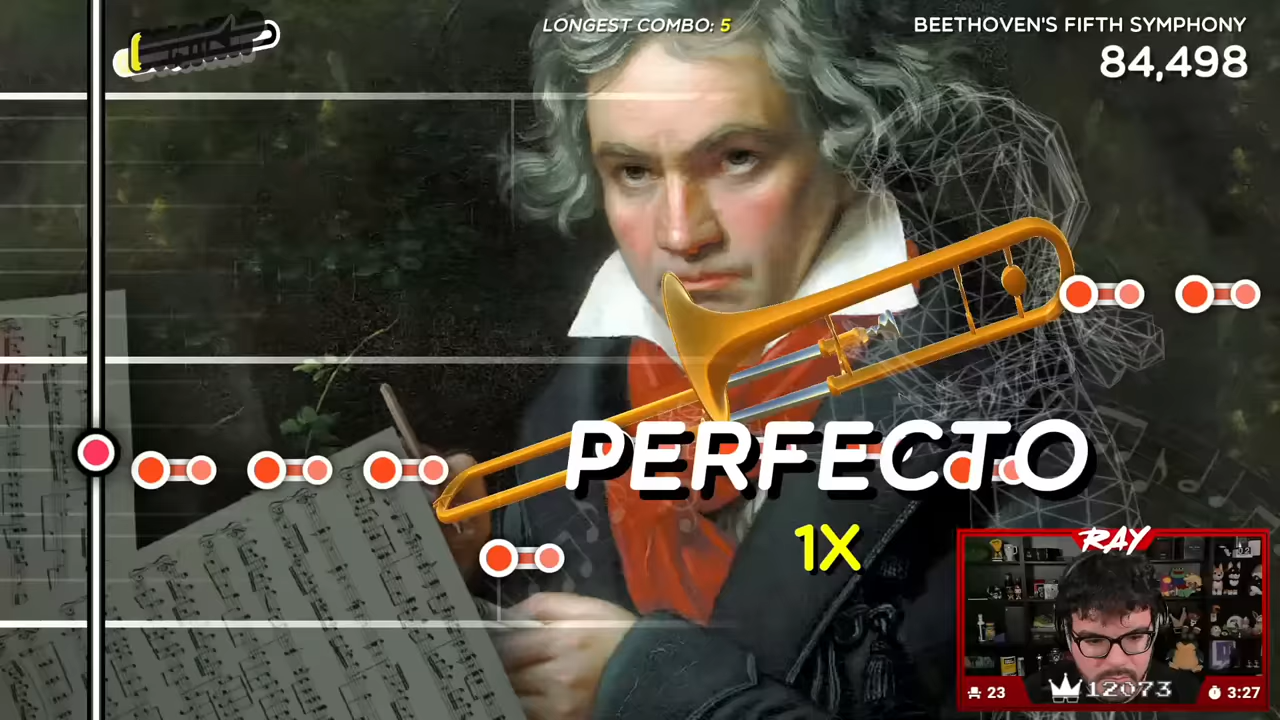 LONGEST COMBO: 5
BEETHOVEN'S FIFTH SYMPHONY
84,498
PERFECTO
1X
RAY
23
12073
3:27